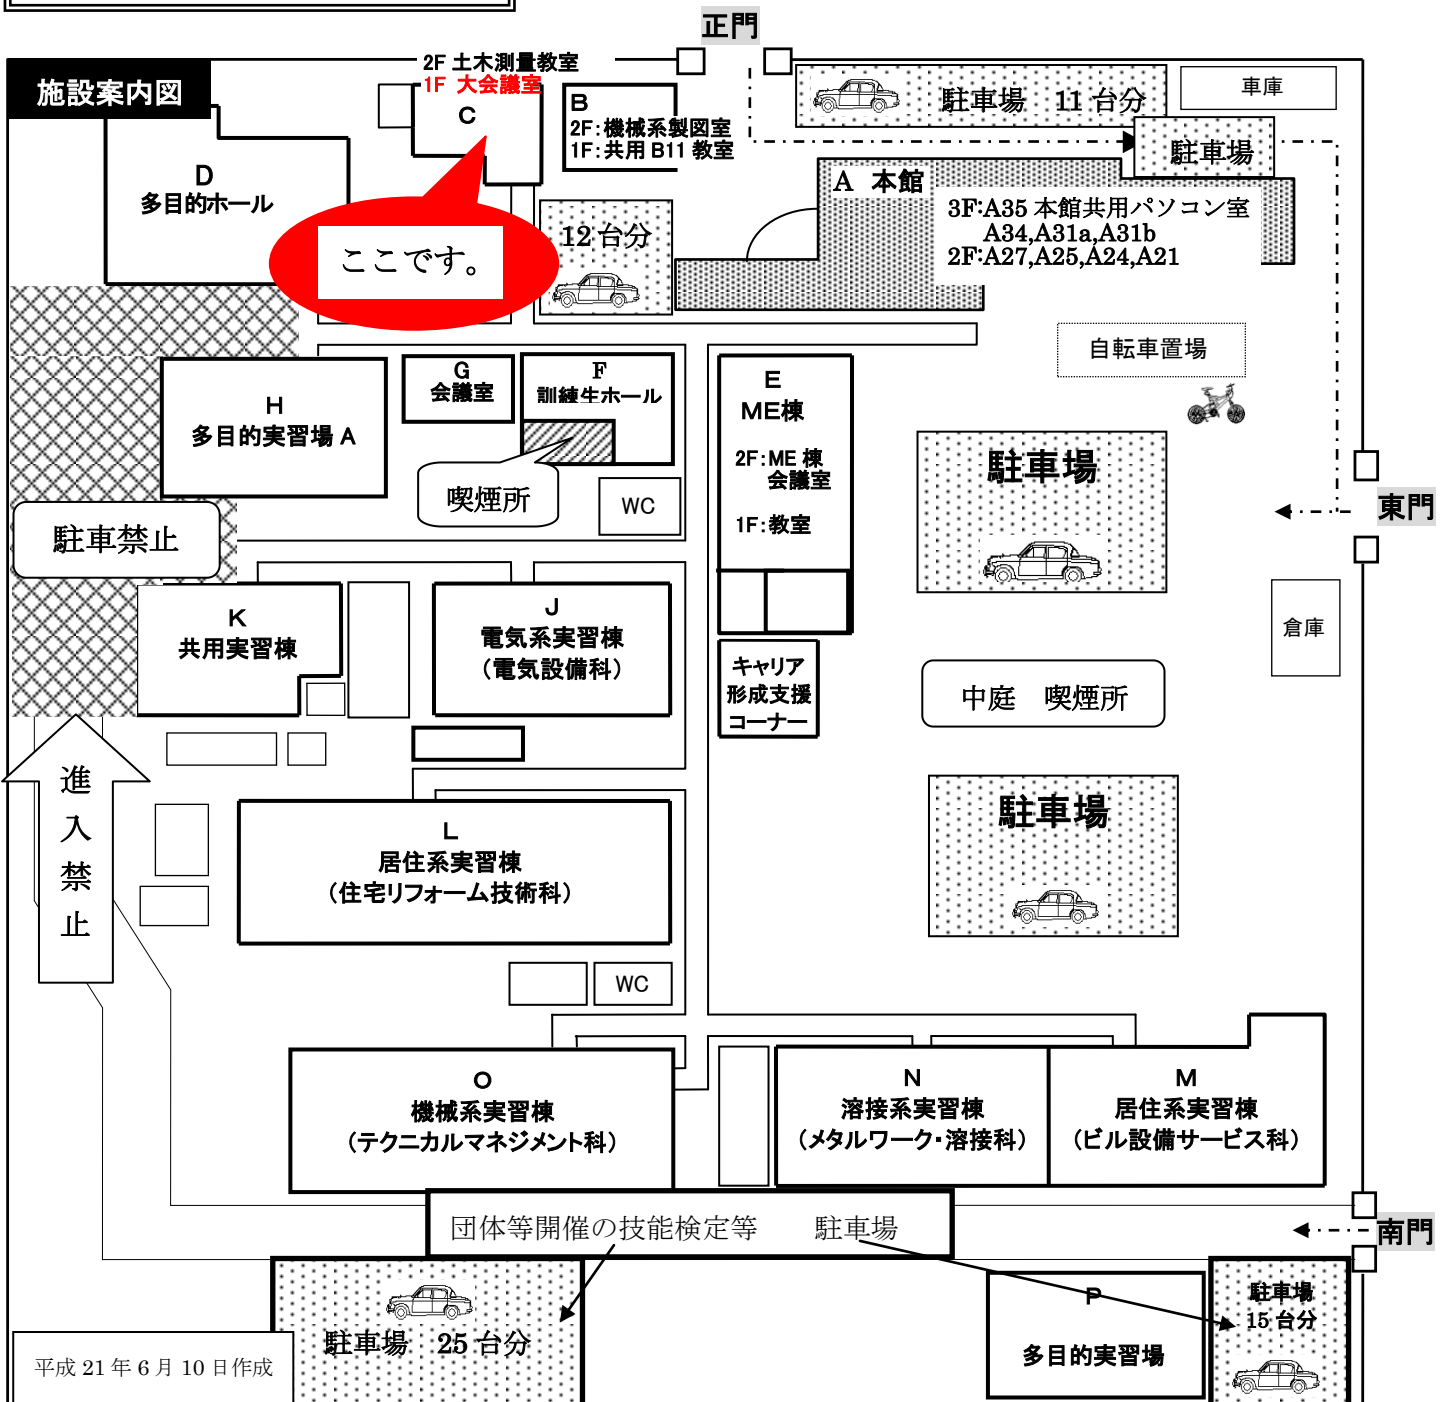 正門
施設案内図
2F 土木測量教室
1F 大会議室
C
B
2F:機械系製図室
1F:共用 B11 教室
駐車場　11 台分
車庫
駐車場
D
多目的ホール
A 本館
3F:A35 本館共用パソコン室
A34,A31a,A31b
2F:A27,A25,A24,A21
ここです。
12台分
自転車置場
G
会議室
F
訓練生ホール
E
ME棟
2F:ME 棟
会議室
1F:教室
H
多目的実習場 A
喫煙所
WC
駐車場
東門
駐車禁止
K
共用実習棟
J
電気系実習棟
(電気設備科)
倉庫
キャリア
形成支援
コーナー
中庭　喫煙所
進
入
禁
止
駐車場
L
居住系実習棟
(住宅リフォーム技術科)
WC
O
機械系実習棟
(テクニカルマネジメント科)
N
溶接系実習棟
(メタルワーク・溶接科)
M
居住系実習棟
(ビル設備サービス科)
団体等開催の技能検定等　　駐車場
南門
駐車場　25 台分
P
多目的実習場
駐車場
15 台分
平成 21 年 6 月 10 日作成